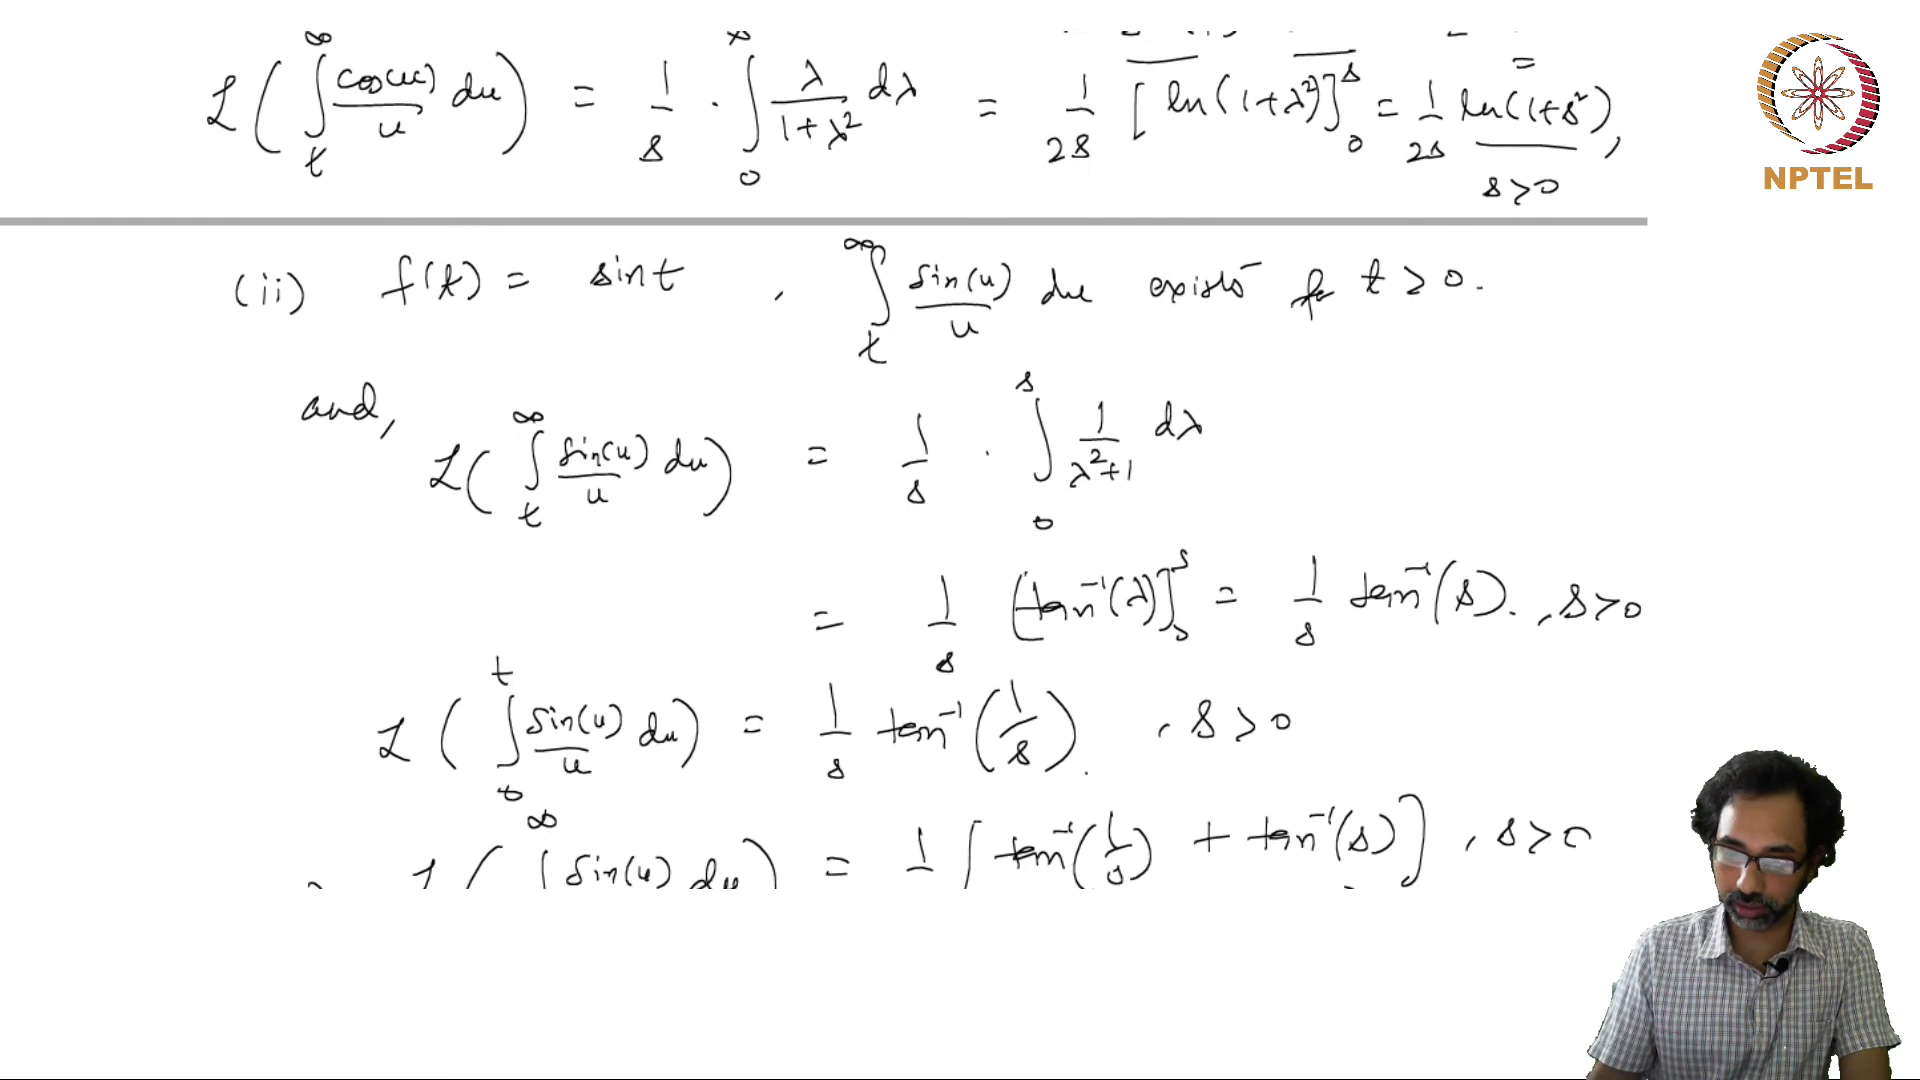 L( ∫_t^∞ cos(u)/u du ) = 1/s · ∫_0^s λ/(1+λ²) dλ = 1/2s [ ln(1+λ²) ]_0^s = 1/2s ln(1+s²), s>0
NPTEL
(ii) f(t) = sint , ∫_t^∞ sin(u)/u du exists for t ≥ 0.
and,
L( ∫_t^∞ sin(u)/u du ) = 1/s · ∫_0^s 1/(λ²+1) dλ
= 1/s [tan⁻¹(λ)]_0^s = 1/s tan⁻¹(s). , s>0
L( ∫_0^t sin(u)/u du ) = 1/s tan⁻¹(1/s). , s>0
L( ∫^∞ sin(u) du ) = 1 [ tan⁻¹(1/s) + tan⁻¹(s) ] , s>0